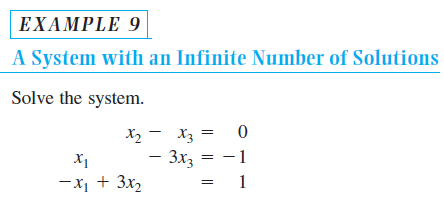 EXAMPLE 9
A System with an Infinite Number of Solutions
Solve the system.
x₂ − x₃ = 0
x₁ − 3x₃ = −1
−x₁ + 3x₂ = 1